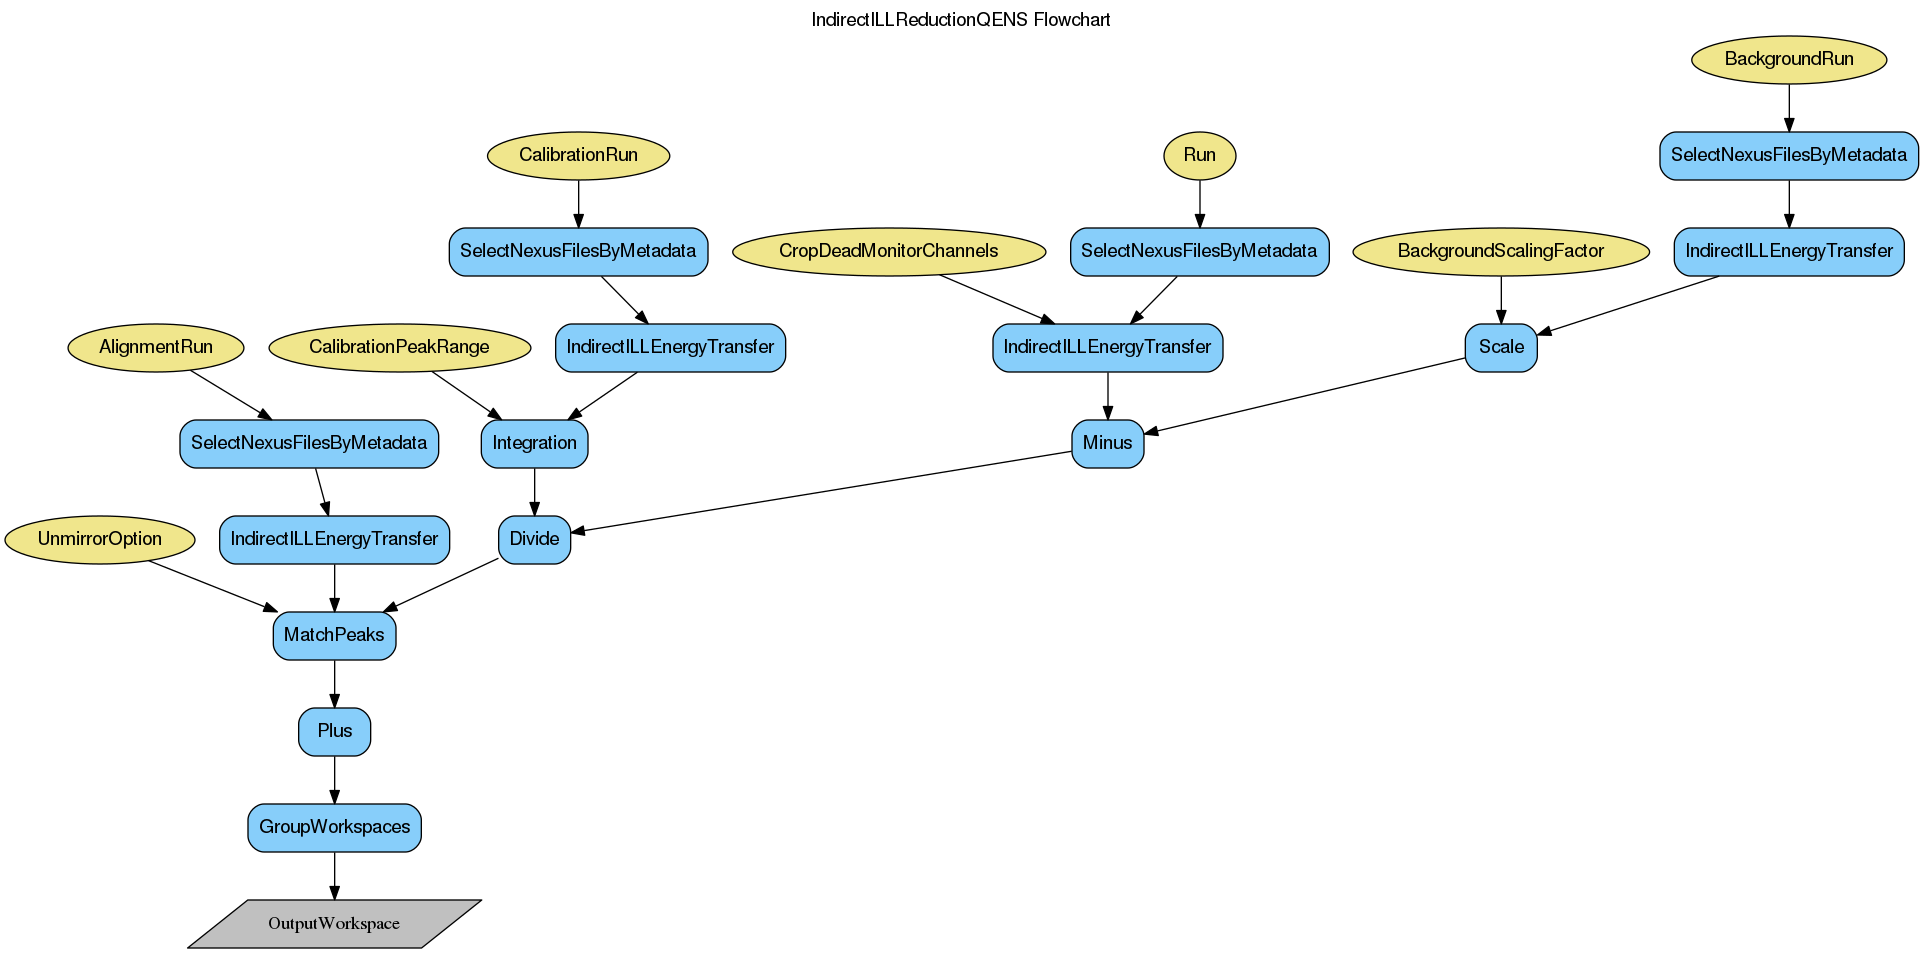 IndirectILLReductionQENS Flowchart
BackgroundRun
CalibrationRun
Run
SelectNexusFilesByMetadata
SelectNexusFilesByMetadata
CropDeadMonitorChannels
SelectNexusFilesByMetadata
BackgroundScalingFactor
IndirectILLEnergyTransfer
AlignmentRun
CalibrationPeakRange
IndirectILLEnergyTransfer
IndirectILLEnergyTransfer
Scale
SelectNexusFilesByMetadata
Integration
Minus
UnmirrorOption
IndirectILLEnergyTransfer
Divide
MatchPeaks
Plus
GroupWorkspaces
OutputWorkspace